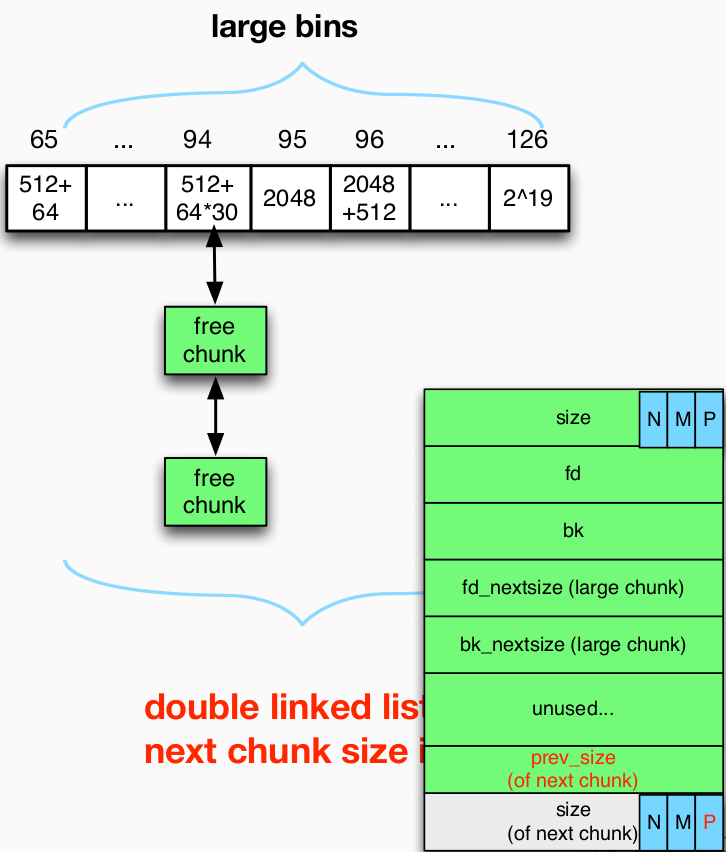 large bins
65 ... 94 95 96 ... 126
512+
64
...
512+
64*30
2048
2048
+512
...
2^19
free
chunk
free
chunk
size N M P
fd
bk
fd_nextsize (large chunk)
bk_nextsize (large chunk)
unused...
prev_size
(of next chunk)
size
(of next chunk) N M P
double linked list
next chunk size